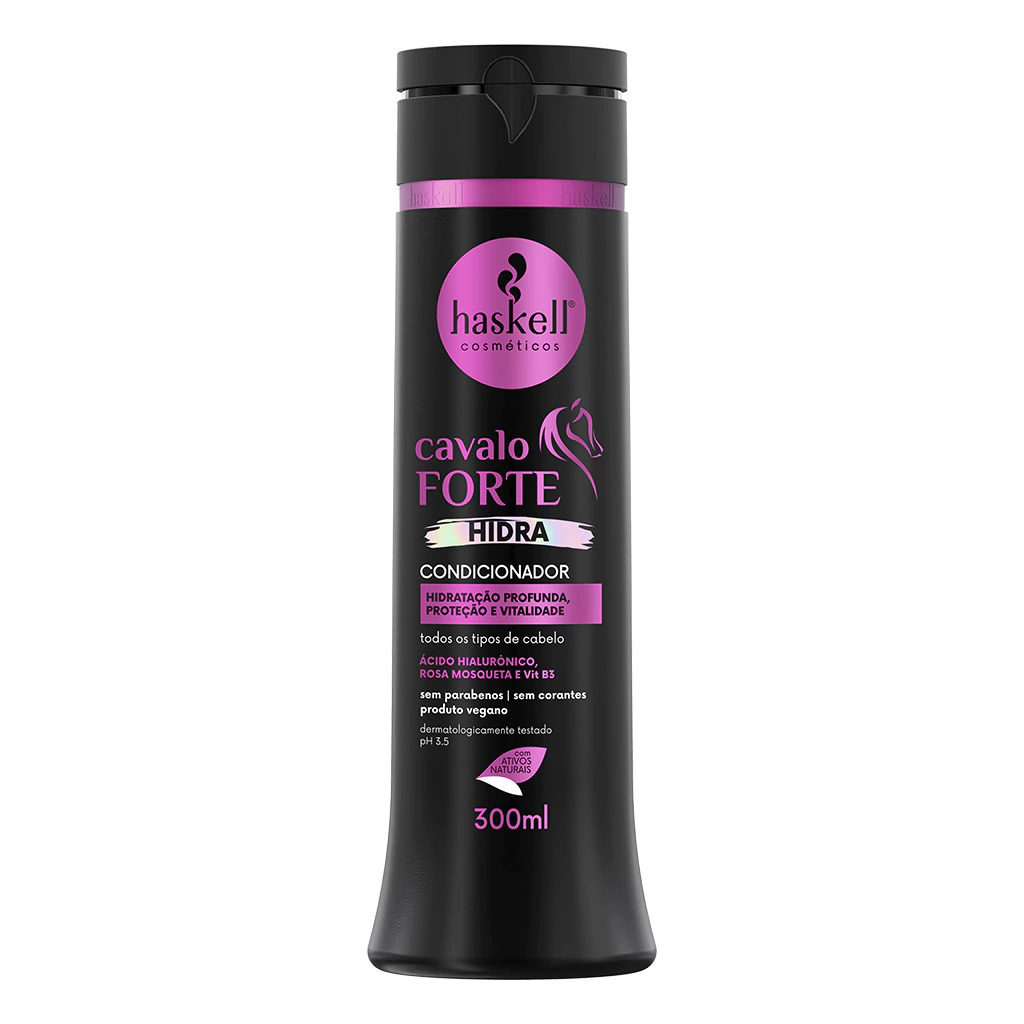 haskell haskell
haskell®
cosméticos
cavalo
FORTE
HIDRA
CONDICIONADOR
HIDRATAÇÃO PROFUNDA,
PROTEÇÃO E VITALIDADE
todos os tipos de cabelo
ÁCIDO HIALURÔNICO,
ROSA MOSQUETA E Vit B3
sem parabenos | sem corantes
produto vegano
dermatologicamente testado
pH 3.5
com
ATIVOS
NATURAIS
300ml